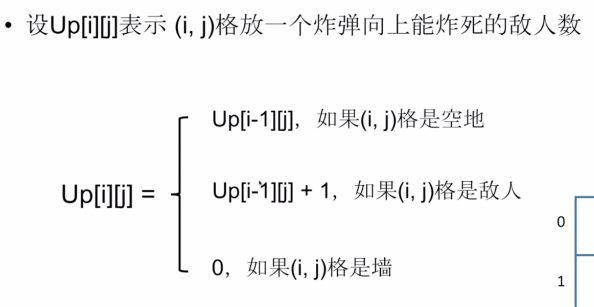 • 设Up[i][j]表示 (i, j)格放一个炸弹向上能炸死的敌人数
Up[i-1][j]，如果(i, j)格是空地
Up[i][j] =
Up[i-1][j] + 1，如果(i, j)格是敌人
0，如果(i, j)格是墙
0
1